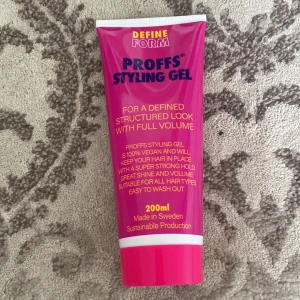 DEFINE
FORM
PROFFS™
STYLING GEL
FOR A DEFINED
STRUCTURED LOOK
WITH FULL VOLUME
PROFFS STYLING GEL
IS 100% VEGAN AND WILL
KEEP YOUR HAIR IN PLACE
WITH A SUPER STRONG HOLD,
GREAT SHINE AND VOLUME.
SUITABLE FOR ALL HAIR TYPES.
EASY TO WASH OUT.
200ml
Made in Sweden
Sustainable Production